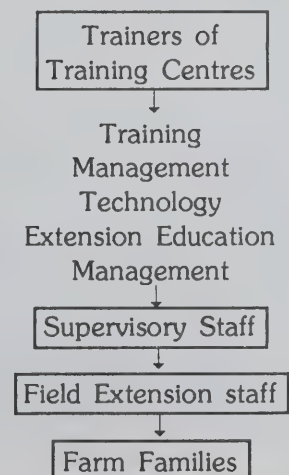 Trainers of
Training Centres
Training
Management
Technology
Extension Education
Management
Supervisory Staff
Field Extension staff
Farm Families